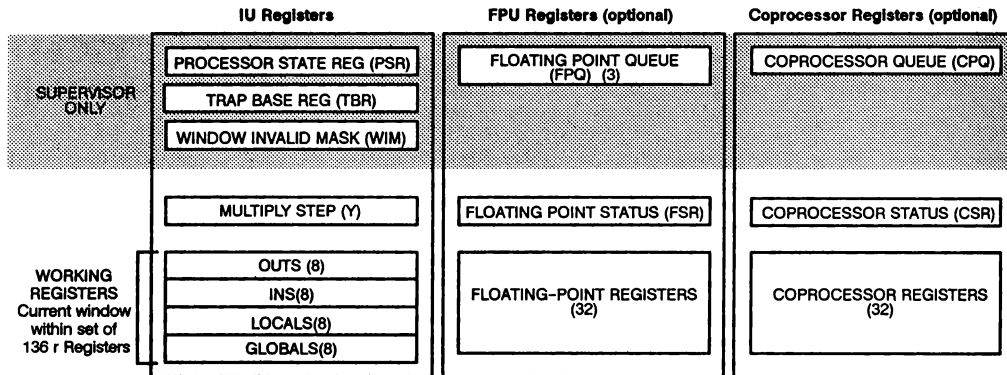 IU Registers
FPU Registers (optional)
Coprocessor Registers (optional)
SUPERVISOR
ONLY
PROCESSOR STATE REG (PSR)
TRAP BASE REG (TBR)
WINDOW INVALID MASK (WIM)
FLOATING POINT QUEUE
(FPQ) (3)
COPROCESSOR QUEUE (CPQ)
MULTIPLY STEP (Y)
FLOATING POINT STATUS (FSR)
COPROCESSOR STATUS (CSR)
WORKING
REGISTERS
Current window
within set of
136 r Registers
OUTS (8)
INS(8)
LOCALS(8)
GLOBALS(8)
FLOATING-POINT REGISTERS
(32)
COPROCESSOR REGISTERS
(32)